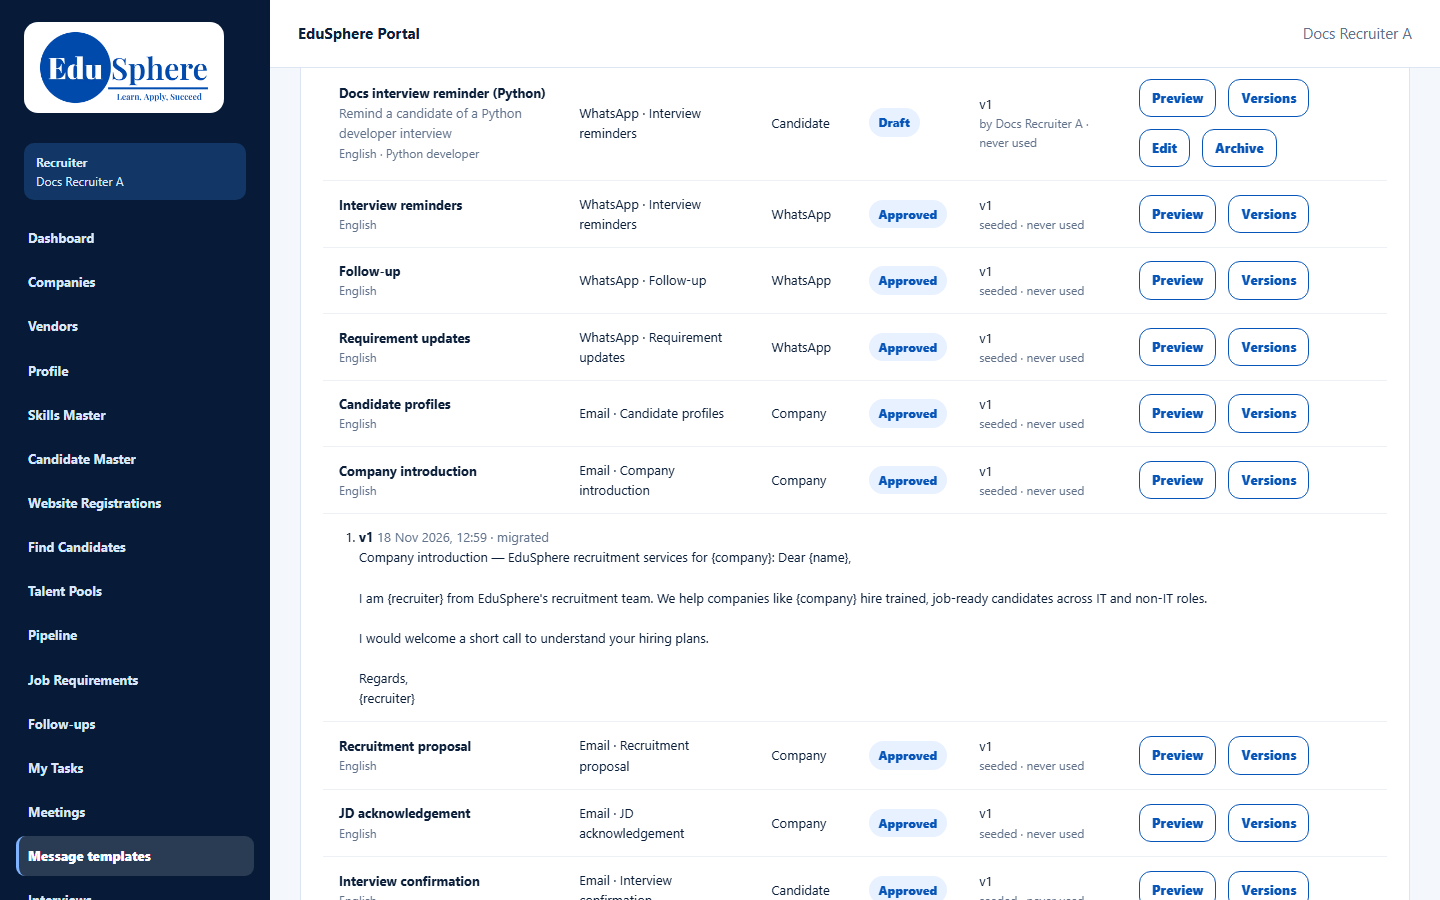 EduSphere
Learn. Apply, Succeed
Recruiter
Docs Recruiter A
Dashboard
Companies
Vendors
Profile
Skills Master
Candidate Master
Website Registrations
Find Candidates
Talent Pools
Pipeline
Job Requirements
Follow-ups
My Tasks
Meetings
Message templates
Interviews
EduSphere Portal
Docs Recruiter A
Docs interview reminder (Python)
Remind a candidate of a Python
developer interview
English · Python developer
WhatsApp · Interview
reminders
Candidate
Draft
v1
by Docs Recruiter A ·
never used
Preview
Versions
Edit
Archive
Interview reminders
English
WhatsApp · Interview
reminders
WhatsApp
Approved
v1
seeded · never used
Preview
Versions
Follow-up
English
WhatsApp · Follow-up
WhatsApp
Approved
v1
seeded · never used
Preview
Versions
Requirement updates
English
WhatsApp · Requirement
updates
WhatsApp
Approved
v1
seeded · never used
Preview
Versions
Candidate profiles
English
Email · Candidate profiles
Company
Approved
v1
seeded · never used
Preview
Versions
Company introduction
English
Email · Company
introduction
Company
Approved
v1
seeded · never used
Preview
Versions
1. v1 18 Nov 2026, 12:59 · migrated
Company introduction — EduSphere recruitment services for {company}: Dear {name},
I am {recruiter} from EduSphere's recruitment team. We help companies like {company} hire trained, job-ready candidates across IT and non-IT roles.
I would welcome a short call to understand your hiring plans.
Regards,
{recruiter}
Recruitment proposal
English
Email · Recruitment
proposal
Company
Approved
v1
seeded · never used
Preview
Versions
JD acknowledgement
English
Email · JD
acknowledgement
Company
Approved
v1
seeded · never used
Preview
Versions
Interview confirmation
English
Email · Interview
confirmation
Candidate
Approved
v1
seeded · never used
Preview
Versions